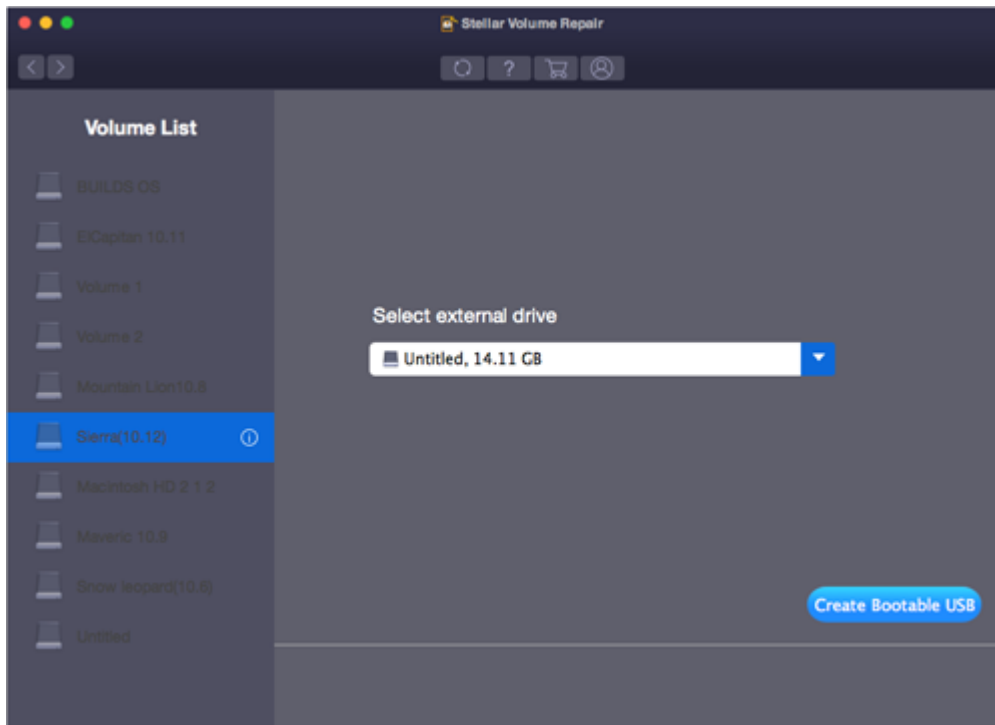 Stellar Volume Repair
?
Volume List
BUILDS OS
ElCapitan 10.11
Volume 1
Volume 2
Mountain Lion10.8
Sierra(10.12)
Macintosh HD 2 1 2
Maveric 10.9
Snow leopard(10.6)
Untitled
Select external drive
Untitled, 14.11 GB
Create Bootable USB